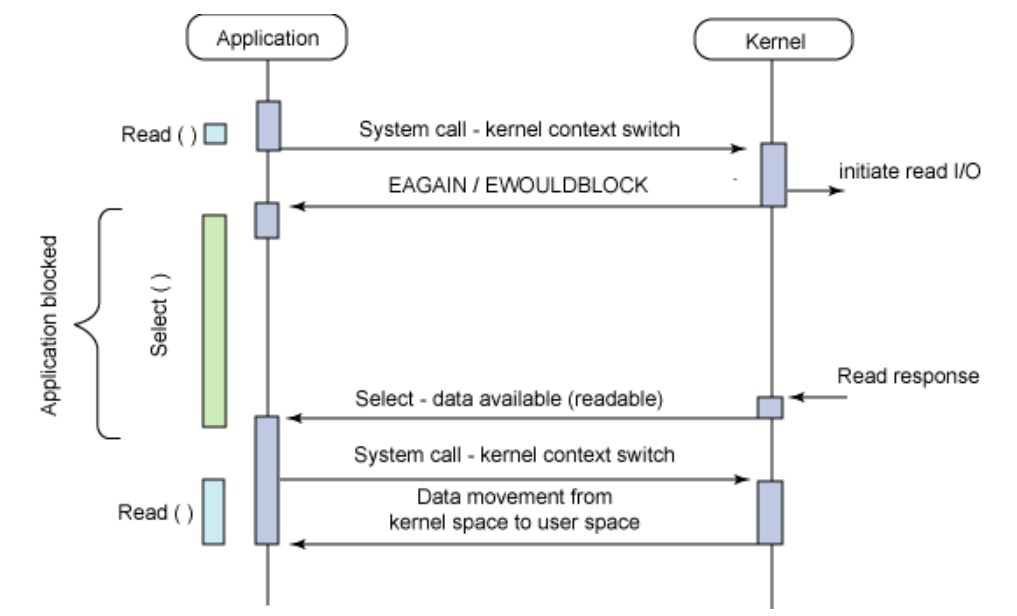 Application
Kernel
Read ( )
System call - kernel context switch
initiate read I/O
EAGAIN / EWOULDBLOCK
Application blocked
Select ( )
Read response
Select - data available (readable)
System call - kernel context switch
Read ( )
Data movement from
kernel space to user space